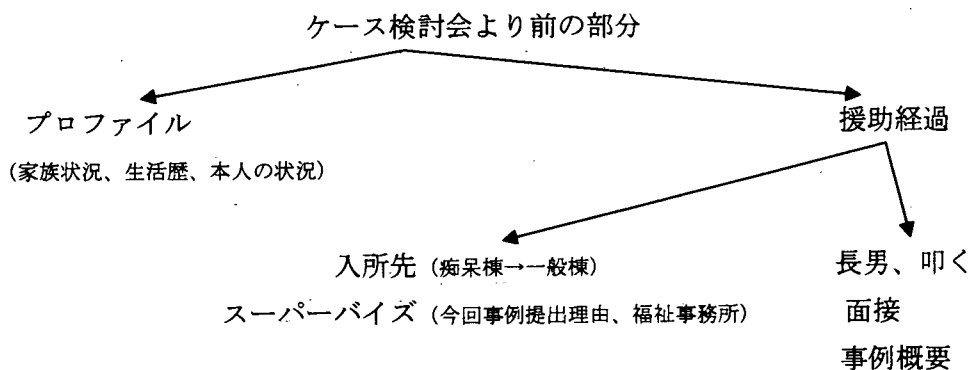 ケース検討会より前の部分
プロファイル
援助経過
(家族状況、生活歴、本人の状況)
入所先 (痴呆棟→一般棟)
長男、叩く
スーパーバイズ (今回事例提出理由、福祉事務所)
面接
事例概要